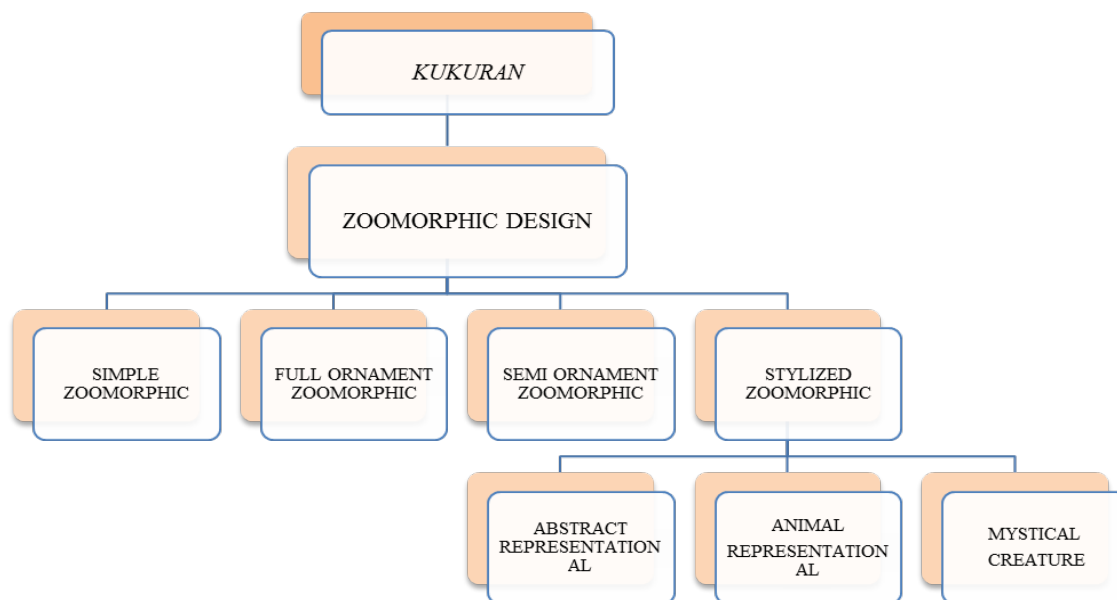 KUKURAN
ZOOMORPHIC DESIGN
SIMPLE
ZOOMORPHIC
FULL ORNAMENT
ZOOMORPHIC
SEMI ORNAMENT
ZOOMORPHIC
STYLIZED
ZOOMORPHIC
ABSTRACT
REPRESENTATION
AL
ANIMAL
REPRESENTATION
AL
MYSTICAL
CREATURE